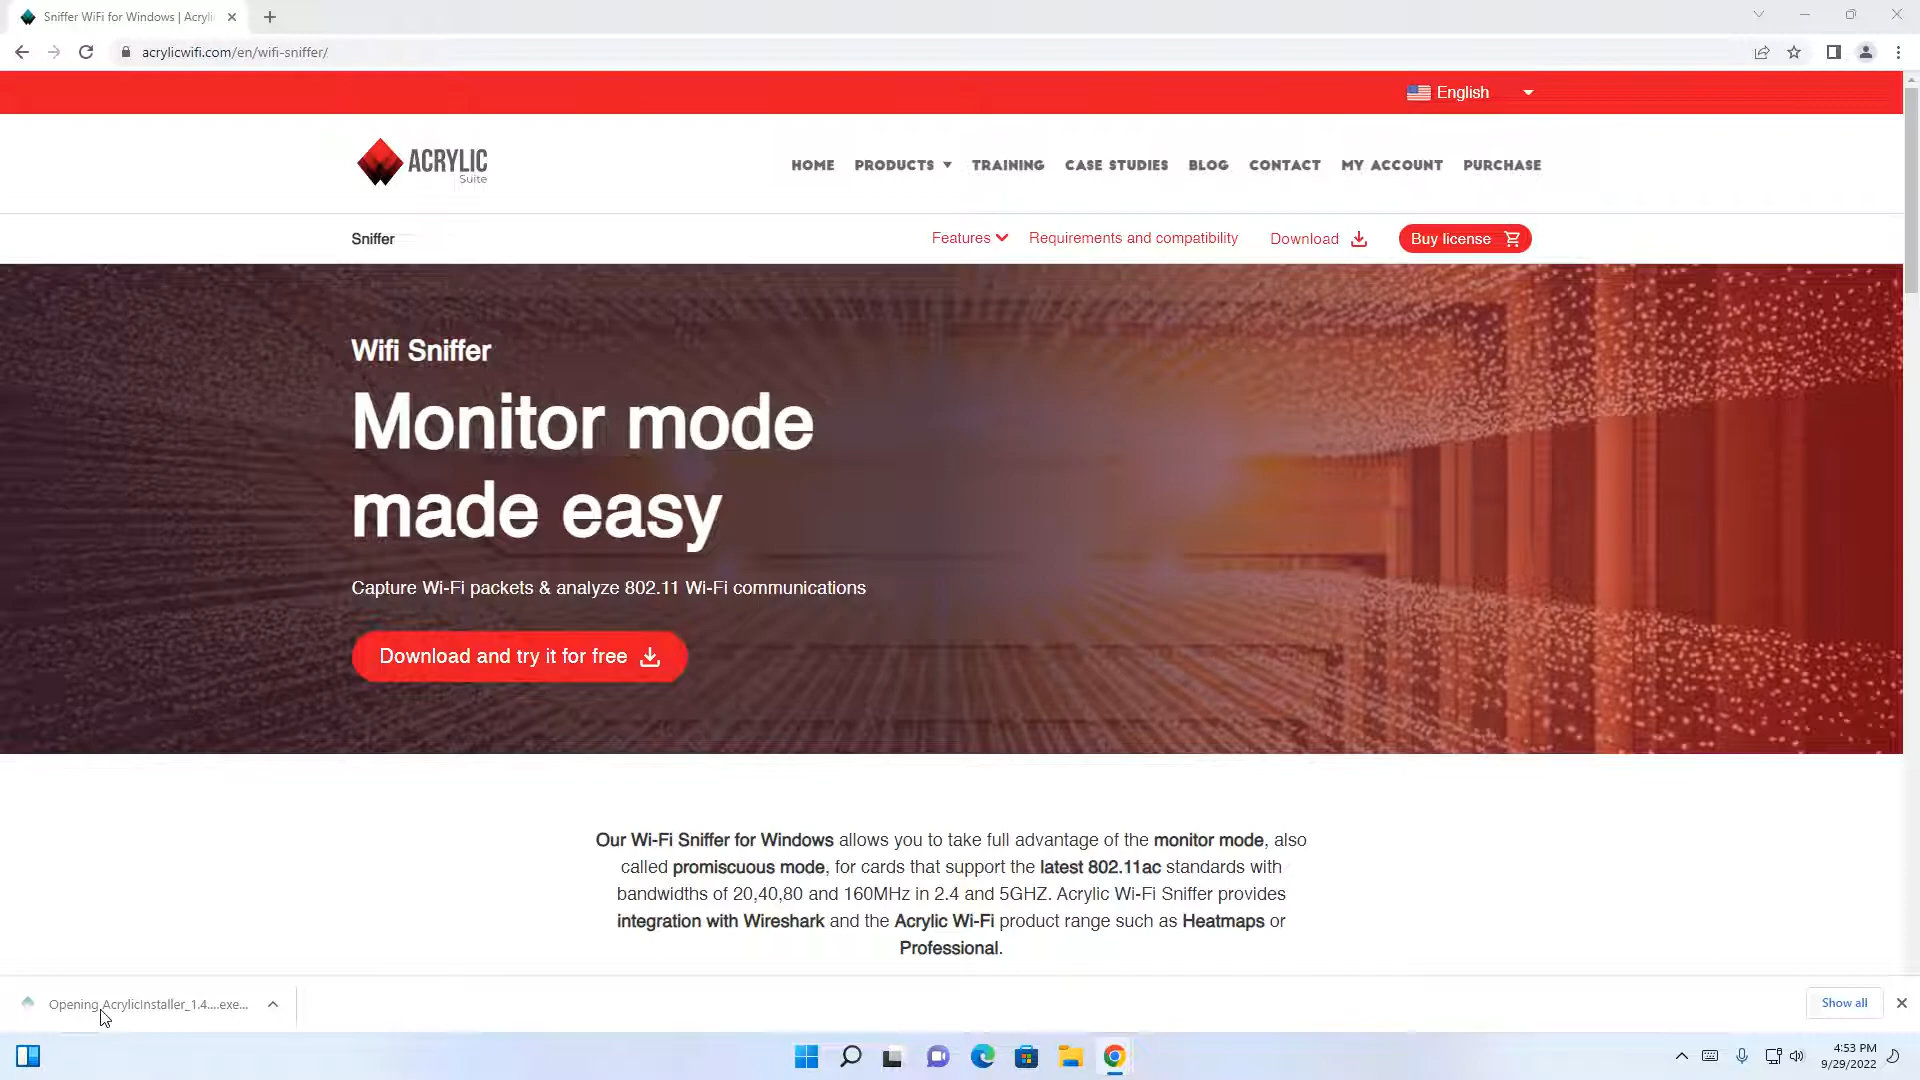 Sniffer WiFi for Windows | Acryli
acrylicwifi.com/en/wifi-sniffer/
English
ACRYLIC
Suite
HOME PRODUCTS TRAINING CASE STUDIES BLOG CONTACT MY ACCOUNT PURCHASE
Sniffer
Features Requirements and compatibility Download Buy license
Wifi Sniffer
Monitor mode
made easy
Capture Wi-Fi packets & analyze 802.11 Wi-Fi communications
Download and try it for free
Our Wi-Fi Sniffer for Windows allows you to take full advantage of the monitor mode, also
called promiscuous mode, for cards that support the latest 802.11ac standards with
bandwidths of 20,40,80 and 160MHz in 2.4 and 5GHZ. Acrylic Wi-Fi Sniffer provides
integration with Wireshark and the Acrylic Wi-Fi product range such as Heatmaps or
Professional.
Opening AcrylicInstaller_1.4....exe...
Show all
4:53 PM
9/29/2022